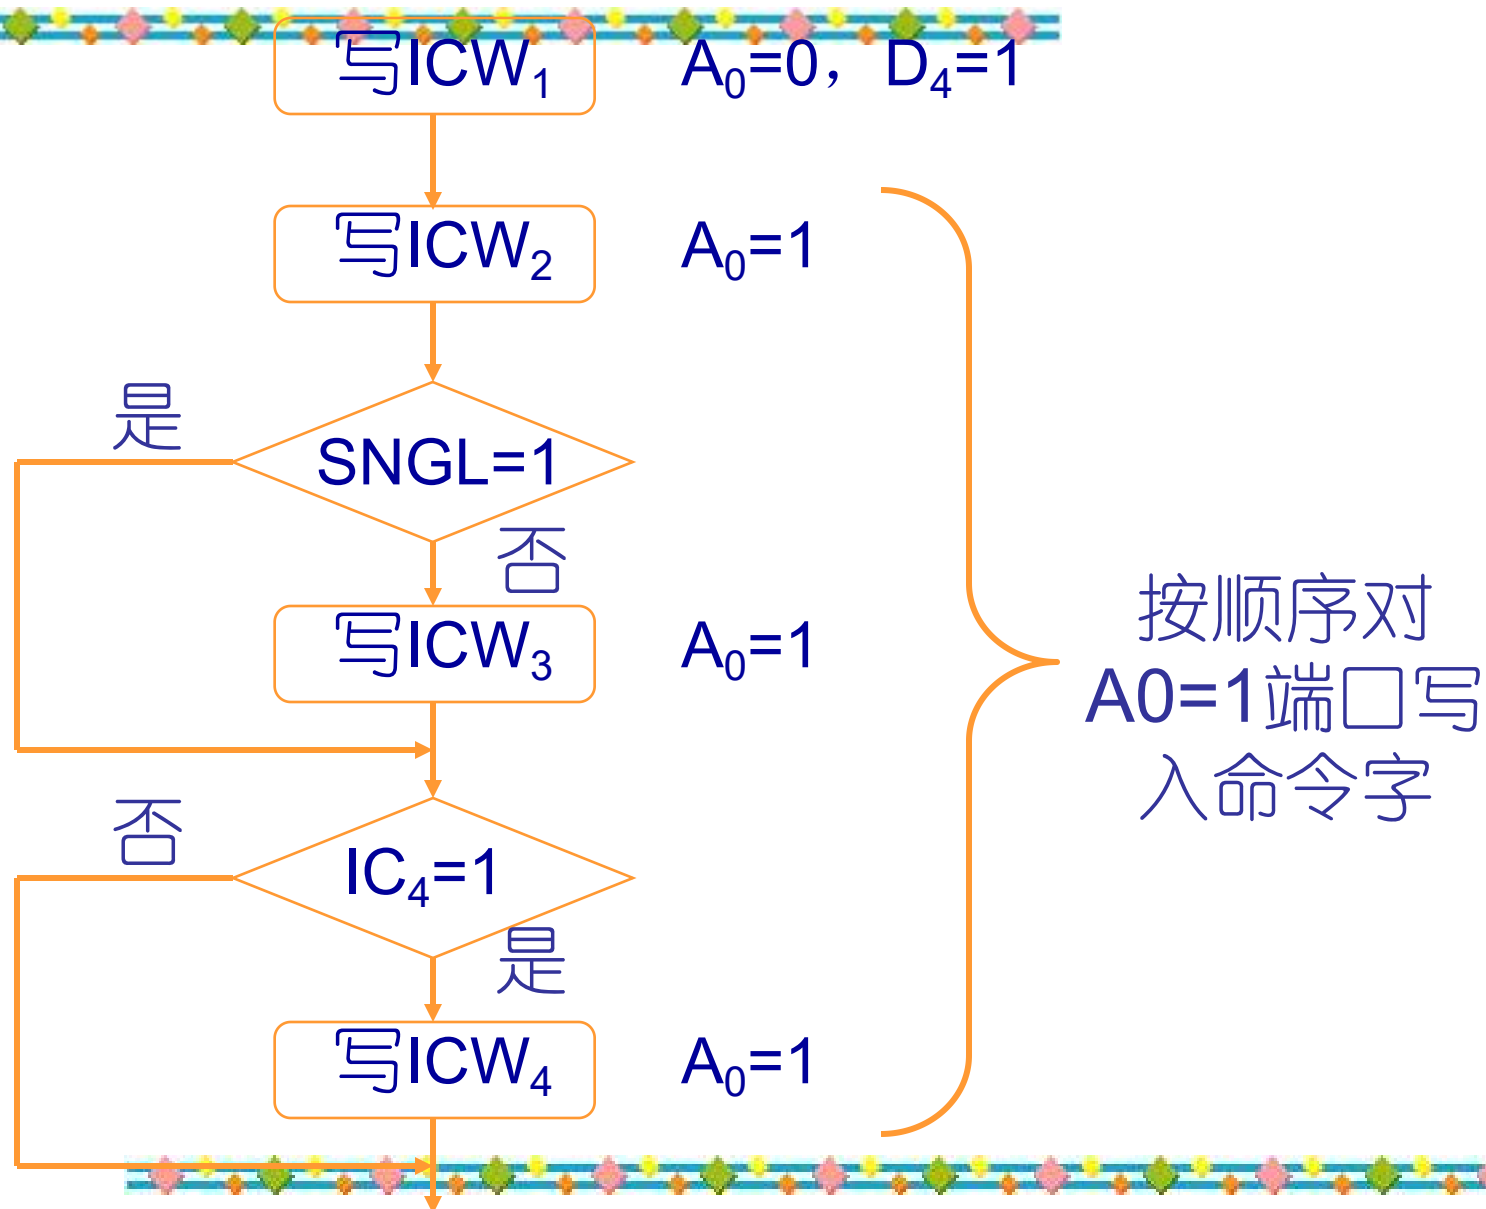 写ICW₁ A₀=0，D₄=1
写ICW₂ A₀=1
是
SNGL=1
否
写ICW₃ A₀=1
按顺序对
A0=1端口写
入命令字
否
IC₄=1
是
写ICW₄ A₀=1